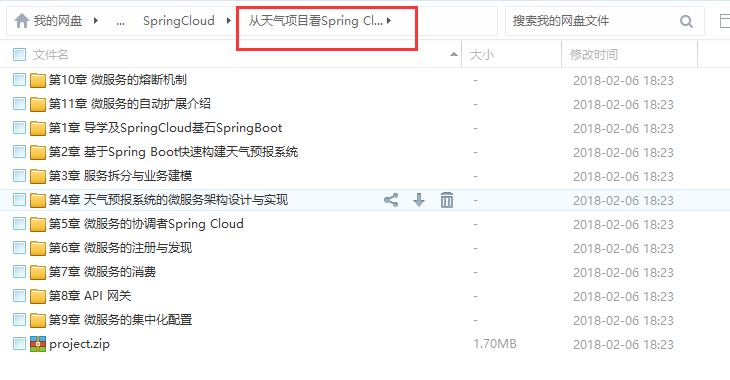 我的网盘 ... SpringCloud 从天气项目看Spring Cl... 搜索我的网盘文件
文件名 大小 修改时间
第10章 微服务的熔断机制 - 2018-02-06 18:23
第11章 微服务的自动扩展介绍 - 2018-02-06 18:23
第1章 导学及SpringCloud基石SpringBoot - 2018-02-06 18:23
第2章 基于Spring Boot快速构建天气预报系统 - 2018-02-06 18:23
第3章 服务拆分与业务建模 - 2018-02-06 18:23
第4章 天气预报系统的微服务架构设计与实现 - 2018-02-06 18:23
第5章 微服务的协调者Spring Cloud - 2018-02-06 18:23
第6章 微服务的注册与发现 - 2018-02-06 18:23
第7章 微服务的消费 - 2018-02-06 18:23
第8章 API 网关 - 2018-02-06 18:23
第9章 微服务的集中化配置 - 2018-02-06 18:23
project.zip 1.70MB 2018-02-06 18:23